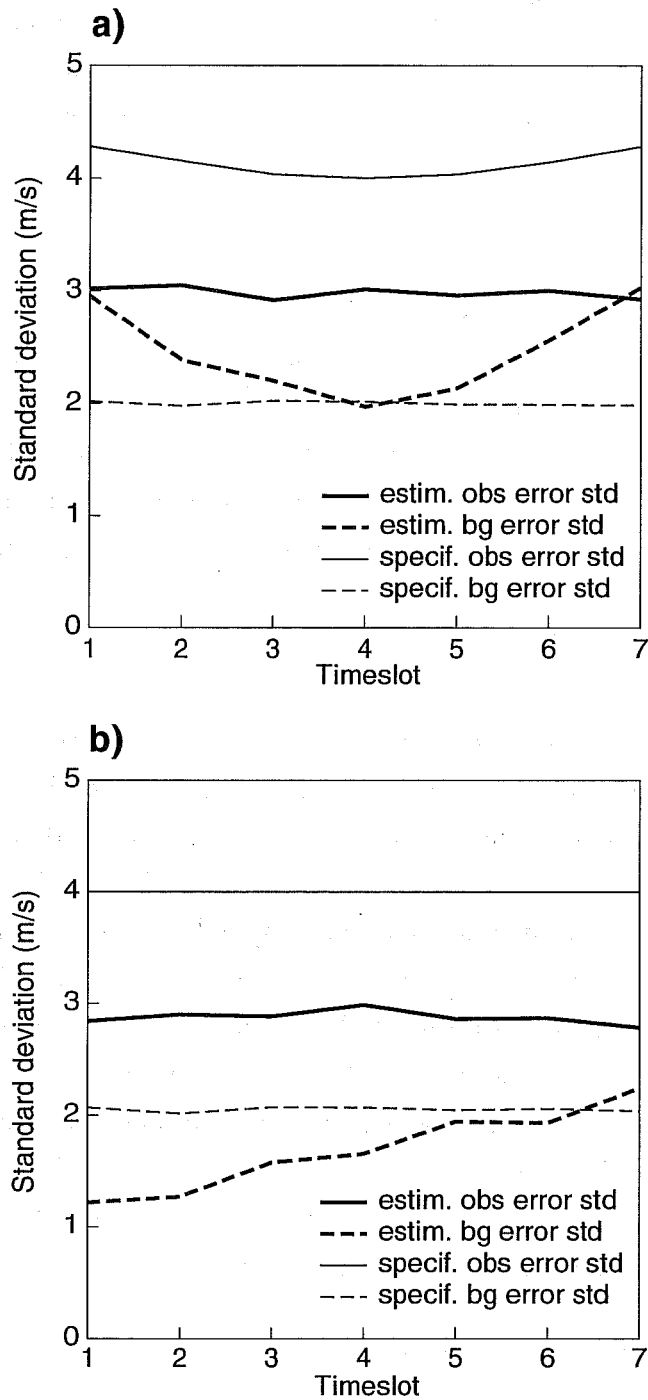 a)
5
4
3
2
1
0
Standard deviation (m/s)
estim. obs error std
estim. bg error std
specif. obs error std
specif. bg error std
1 2 3 4 5 6 7
Timeslot
b)
5
4
3
2
1
0
Standard deviation (m/s)
estim. obs error std
estim. bg error std
specif. obs error std
specif. bg error std
1 2 3 4 5 6 7
Timeslot